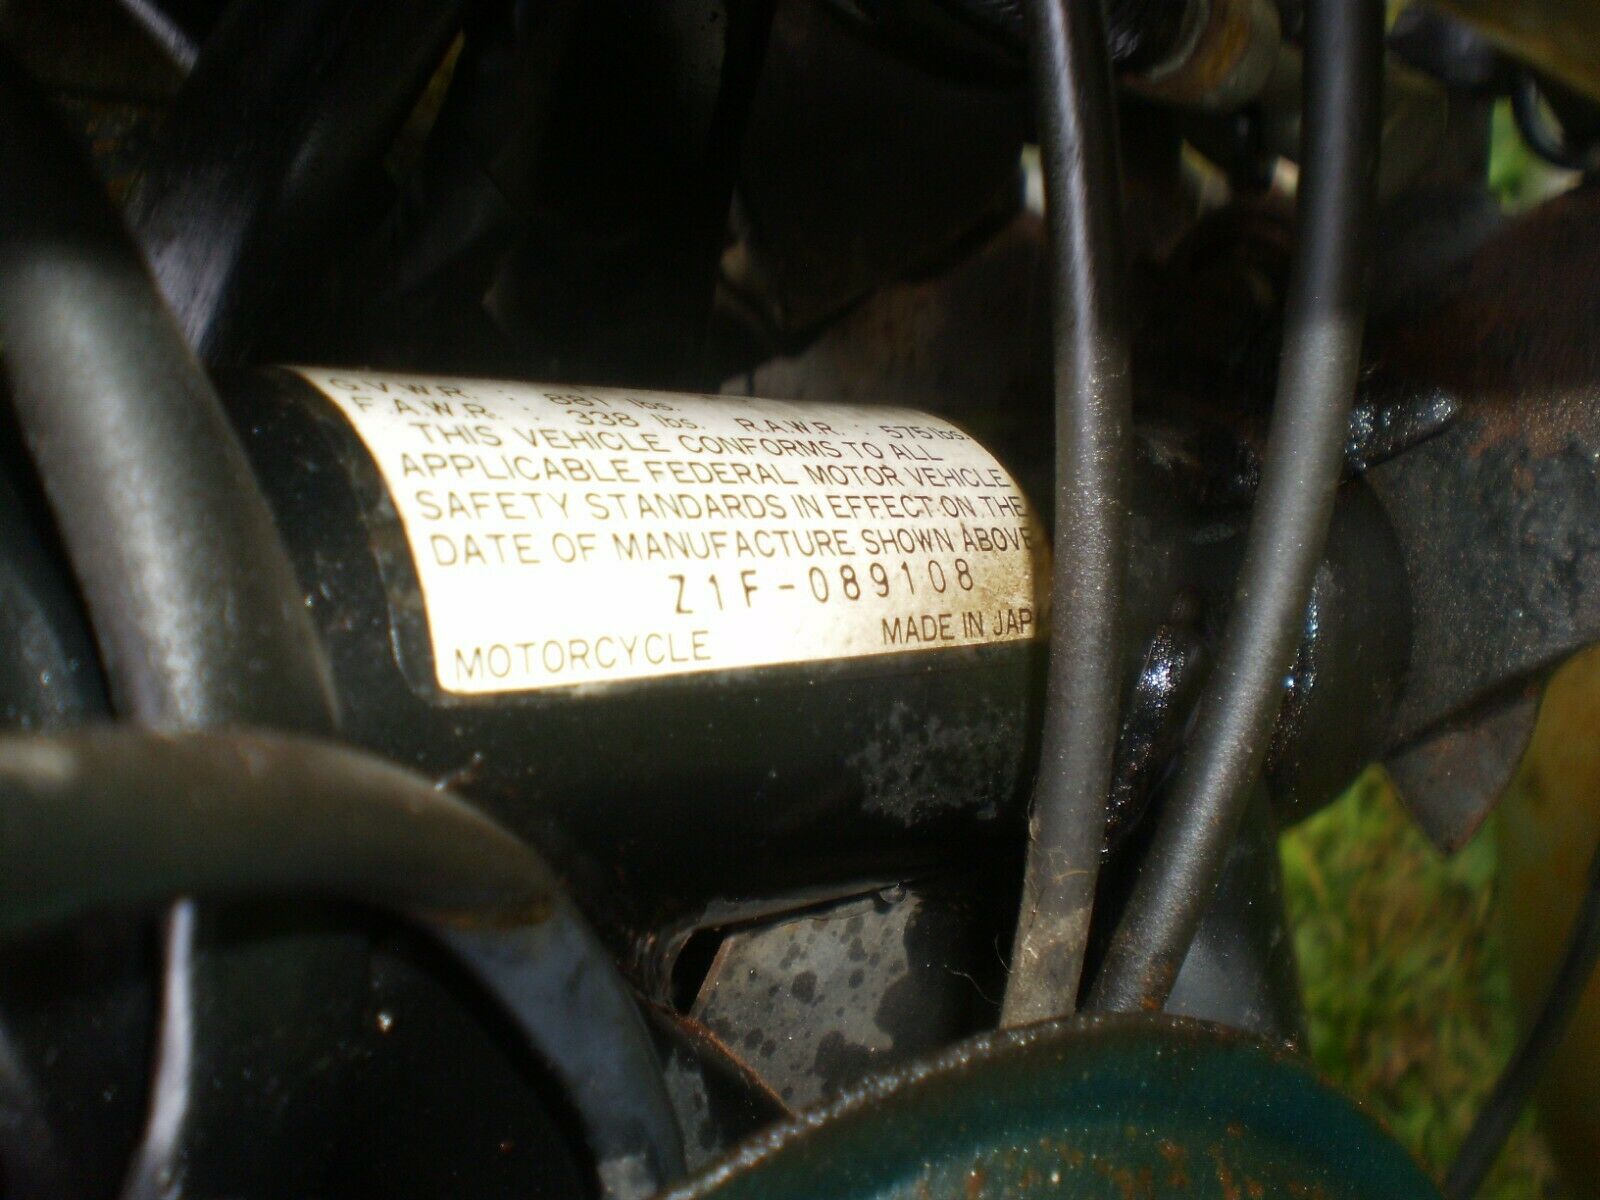 G.V.W.R. : 881 lbs.
F.A.W.R. : 338 lbs. R.A.W.R. : 575 lbs.
THIS VEHICLE CONFORMS TO ALL
APPLICABLE FEDERAL MOTOR VEHICLE
SAFETY STANDARDS IN EFFECT ON THE
DATE OF MANUFACTURE SHOWN ABOVE
Z1F-089108
MOTORCYCLE MADE IN JAP